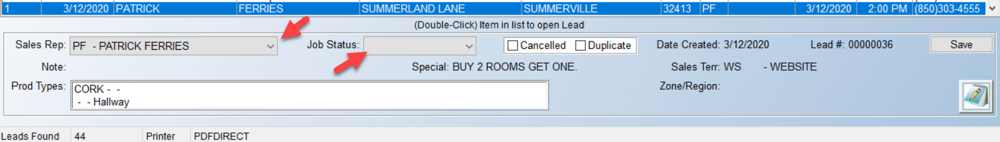 1 3/12/2020 PATRICK FERRIES SUMMERLAND LANE SUMMERVILLE 32413 PF 3/12/2020 2:00 PM (850)303-4555
(Double-Click) Item in list to open Lead
Sales Rep: PF - PATRICK FERRIES Job Status: Cancelled Duplicate Date Created: 3/12/2020 Lead #: 00000036 Save
Note: Special: BUY 2 ROOMS GET ONE. Sales Terr: WS - WEBSITE
Prod Types: CORK - - Zone/Region:
- - Hallway
Leads Found 44 Printer PDFDIRECT